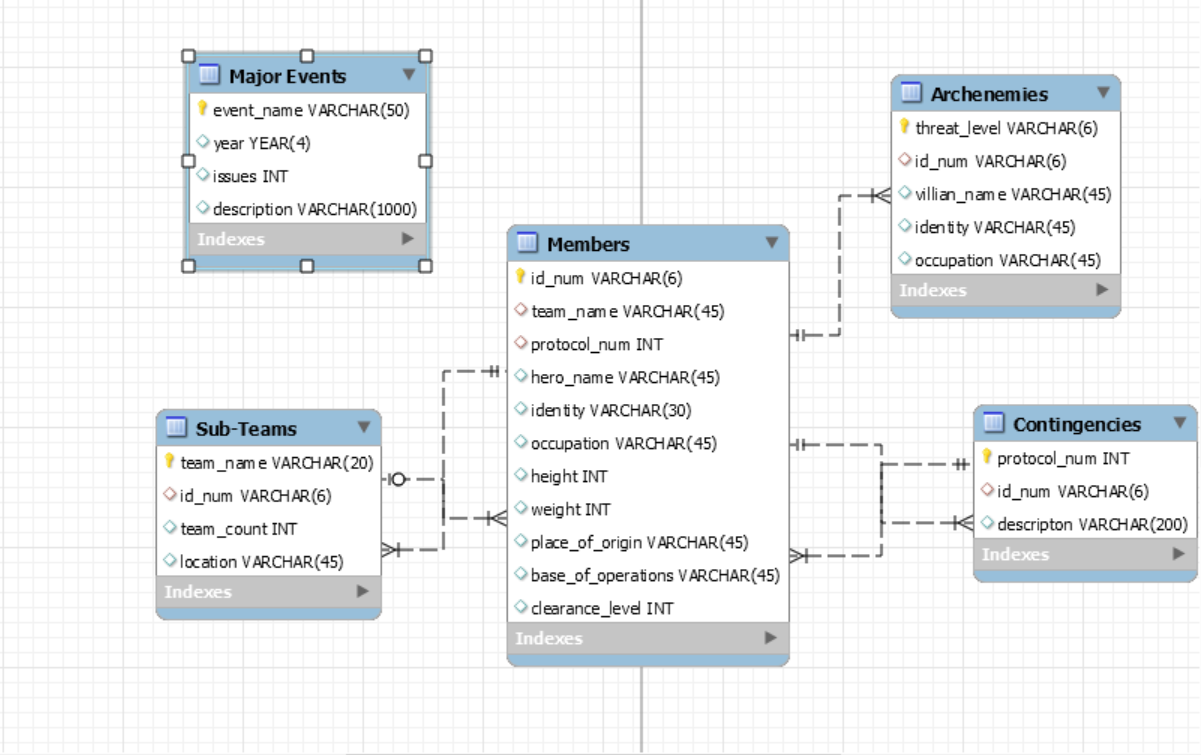 Major Events
event_name VARCHAR(50)
year YEAR(4)
issues INT
description VARCHAR(1000)
Indexes
Archenemies
threat_level VARCHAR(6)
id_num VARCHAR(6)
villian_name VARCHAR(45)
identity VARCHAR(45)
occupation VARCHAR(45)
Indexes
Members
id_num VARCHAR(6)
team_name VARCHAR(45)
protocol_num INT
hero_name VARCHAR(45)
identity VARCHAR(30)
occupation VARCHAR(45)
height INT
weight INT
place_of_origin VARCHAR(45)
base_of_operations VARCHAR(45)
clearance_level INT
Indexes
Sub-Teams
team_name VARCHAR(20)
id_num VARCHAR(6)
team_count INT
location VARCHAR(45)
Indexes
Contingencies
protocol_num INT
id_num VARCHAR(6)
descripton VARCHAR(200)
Indexes